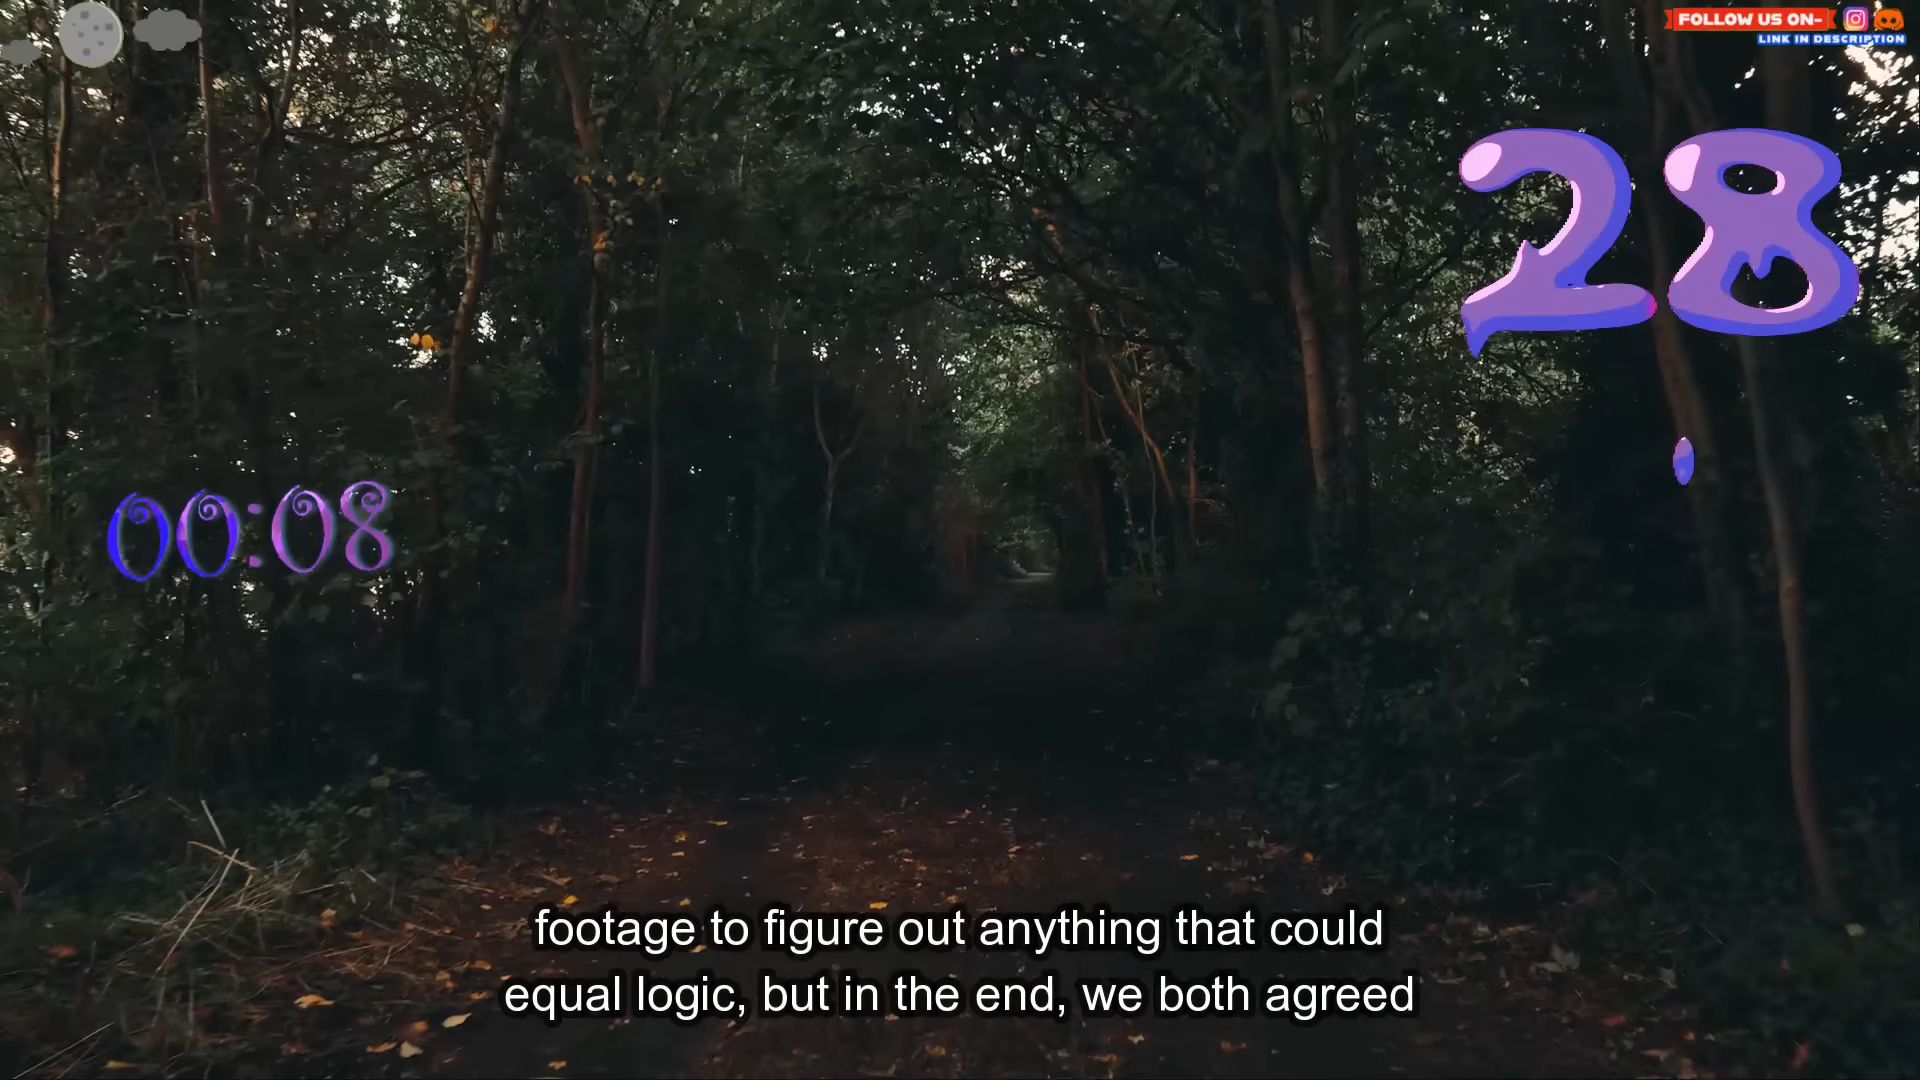 FOLLOW US ON-
LINK IN DESCRIPTION
28
00:08
footage to figure out anything that could
equal logic, but in the end, we both agreed